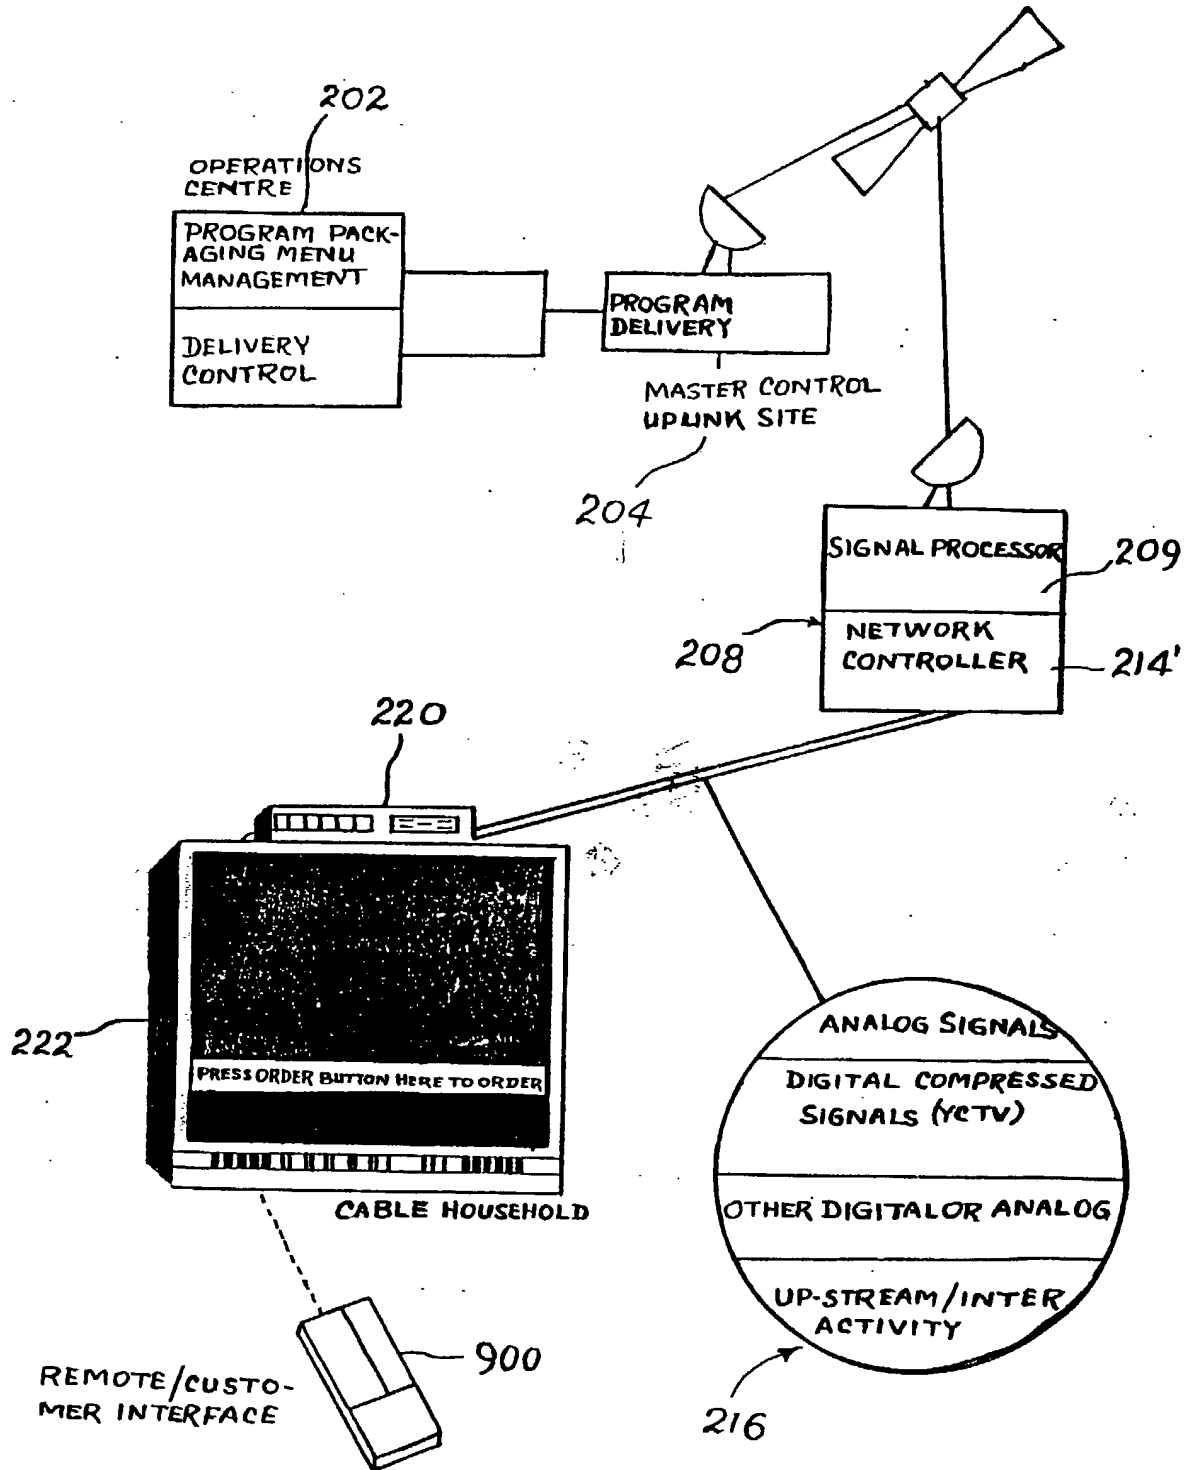 202
OPERATIONS
CENTRE
PROGRAM PACK-
AGING MENU
MANAGEMENT
DELIVERY
CONTROL
PROGRAM
DELIVERY
MASTER CONTROL
UPLINK SITE
204
SIGNAL PROCESSOR
209
208
NETWORK
CONTROLLER
214'
220
222
PRESS ORDER BUTTON HERE TO ORDER
CABLE HOUSEHOLD
ANALOG SIGNALS
DIGITAL COMPRESSED
SIGNALS (YCTV)
OTHER DIGITAL OR ANALOG
UP-STREAM/INTER
ACTIVITY
216
900
REMOTE/CUSTO-
MER INTERFACE